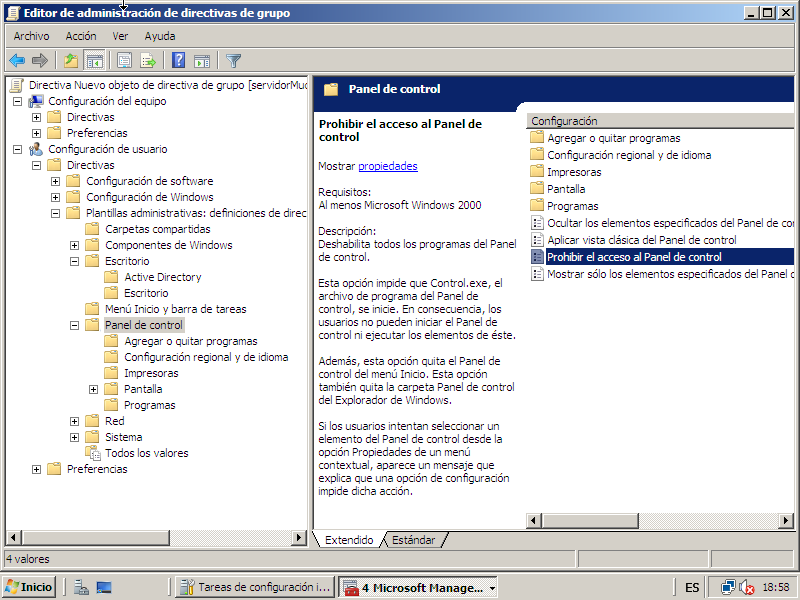 Editor de administración de directivas de grupo
Archivo Acción Ver Ayuda
Directiva Nuevo objeto de directiva de grupo [servidorMu
Configuración del equipo
Directivas
Preferencias
Configuración de usuario
Directivas
Configuración de software
Configuración de Windows
Plantillas administrativas: definiciones de direc
Carpetas compartidas
Componentes de Windows
Escritorio
Active Directory
Escritorio
Menú Inicio y barra de tareas
Panel de control
Agregar o quitar programas
Configuración regional y de idioma
Impresoras
Pantalla
Programas
Red
Sistema
Todos los valores
Preferencias
Panel de control
Prohibir el acceso al Panel de
control
Mostrar propiedades
Requisitos:
Al menos Microsoft Windows 2000
Descripción:
Deshabilita todos los programas del Panel
de control.
Esta opción impide que Control.exe, el
archivo de programa del Panel de
control, se inicie. En consecuencia, los
usuarios no pueden iniciar el Panel de
control ni ejecutar los elementos de éste.
Además, esta opción quita el Panel de
control del menú Inicio. Esta opción
también quita la carpeta Panel de control
del Explorador de Windows.
Si los usuarios intentan seleccionar un
elemento del Panel de control desde la
opción Propiedades de un menú
contextual, aparece un mensaje que
explica que una opción de configuración
impide dicha acción.
Configuración
Agregar o quitar programas
Configuración regional y de idioma
Impresoras
Pantalla
Programas
Ocultar los elementos especificados del Panel de co
Aplicar vista clásica del Panel de control
Prohibir el acceso al Panel de control
Mostrar sólo los elementos especificados del Panel d
Extendido Estándar
4 valores
Inicio Tareas de configuración i... 4 Microsoft Manage... ES 18:58